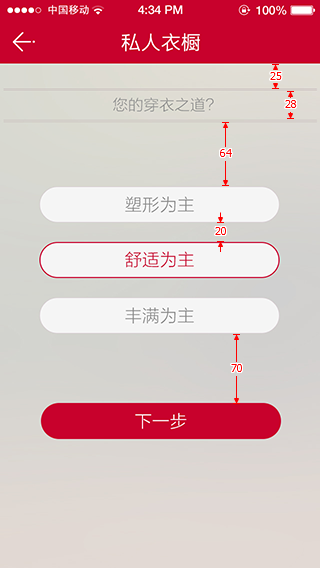 中国移动 4:34 PM 100%
私人衣橱
25
您的穿衣之道?
28
64
塑形为主
20
舒适为主
丰满为主
70
下一步